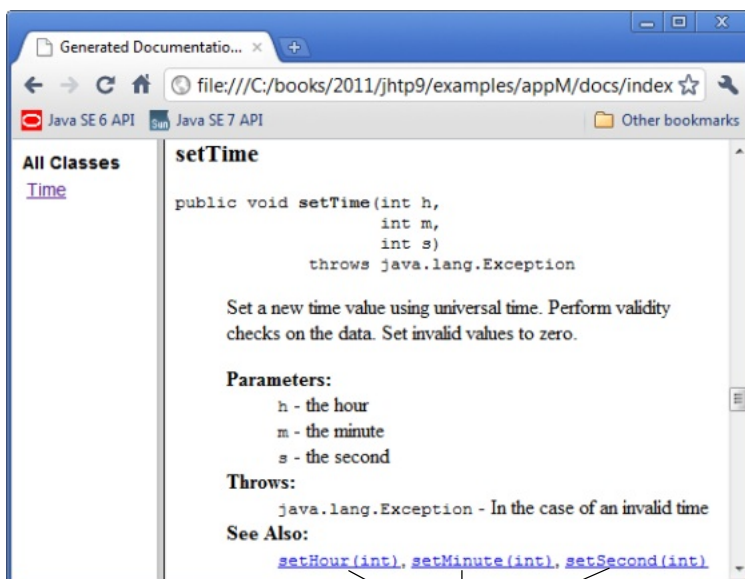 Generated Documentatio...
file:///C:/books/2011/jhtp9/examples/appM/docs/index
Java SE 6 API
Sun
Java SE 7 API
Other bookmarks
All Classes
Time
setTime
public void setTime(int h,
int m,
int s)
throws java.lang.Exception
Set a new time value using universal time. Perform validity
checks on the data. Set invalid values to zero.
Parameters:
h - the hour
m - the minute
s - the second
Throws:
java.lang.Exception - In the case of an invalid time
See Also:
setHour(int), setMinute(int), setSecond(int)